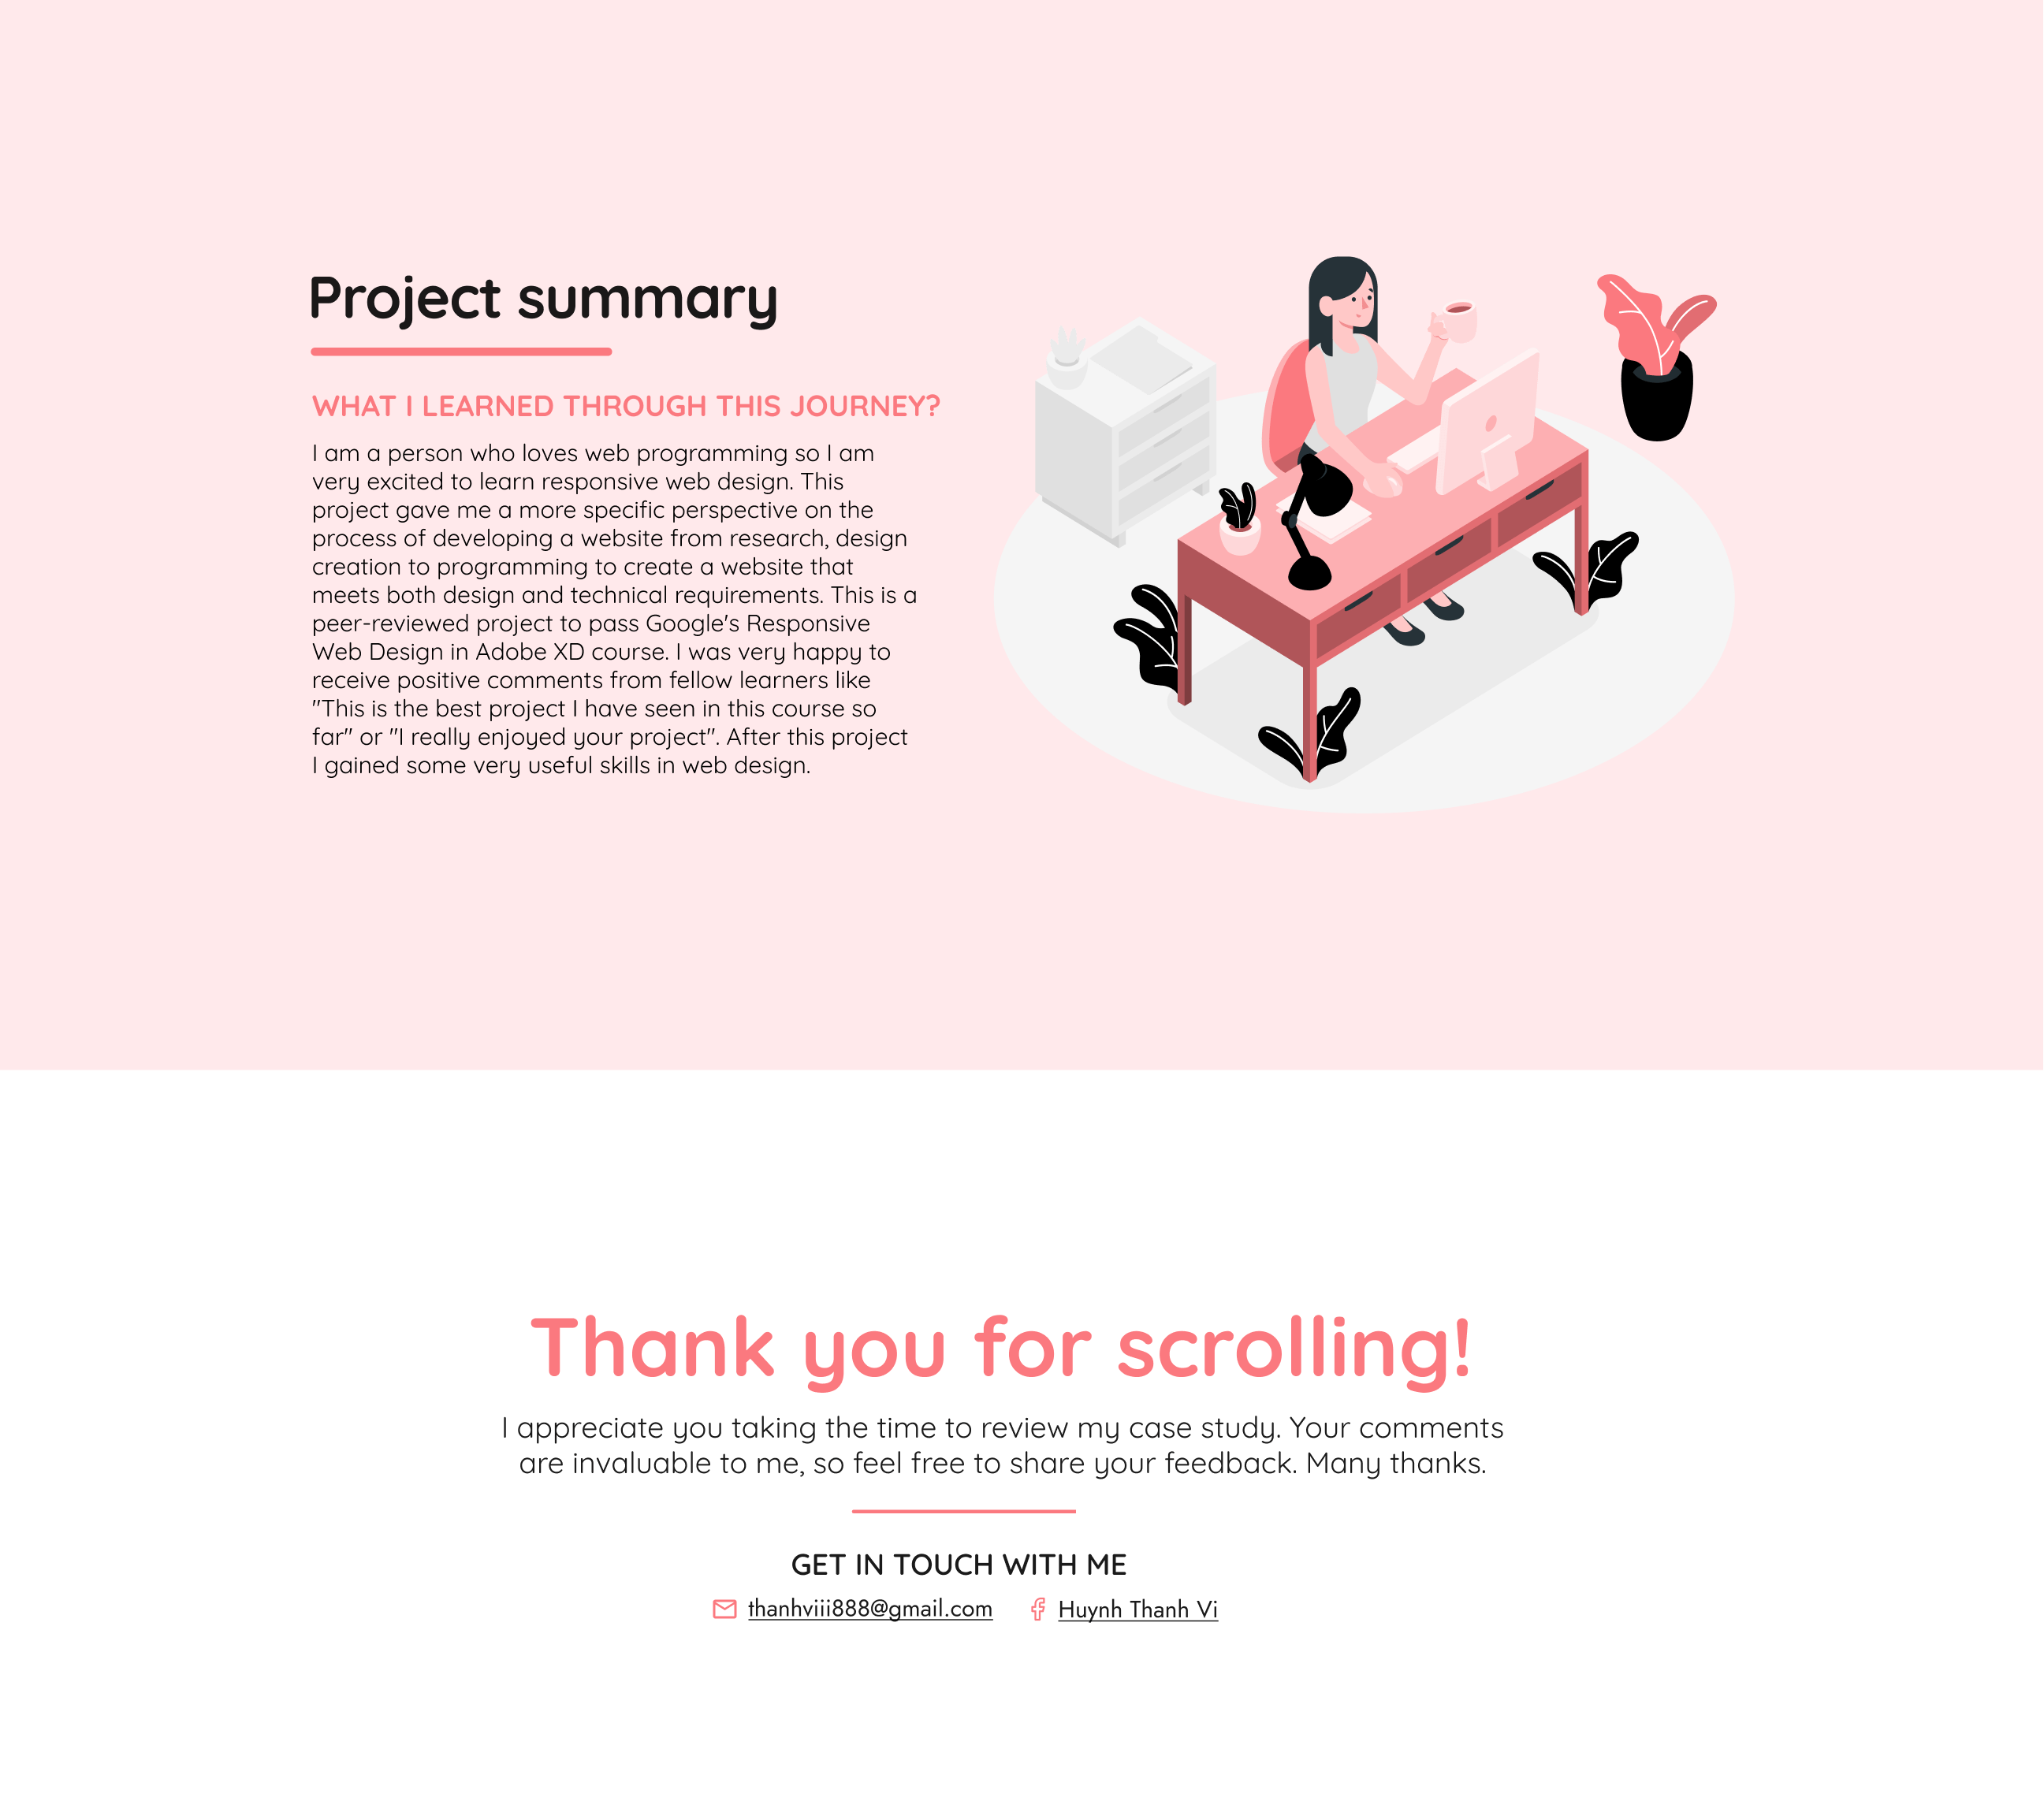 Project summary
WHAT I LEARNED THROUGH THIS JOURNEY?
I am a person who loves web programming so I am
very excited to learn responsive web design. This
project gave me a more specific perspective on the
process of developing a website from research, design
creation to programming to create a website that
meets both design and technical requirements. This is a
peer-reviewed project to pass Google's Responsive
Web Design in Adobe XD course. I was very happy to
receive positive comments from fellow learners like
"This is the best project I have seen in this course so
far" or "I really enjoyed your project". After this project
I gained some very useful skills in web design.
Thank you for scrolling!
I appreciate you taking the time to review my case study. Your comments
are invaluable to me, so feel free to share your feedback. Many thanks.
GET IN TOUCH WITH ME
thanhviii888@gmail.com
Huynh Thanh Vi